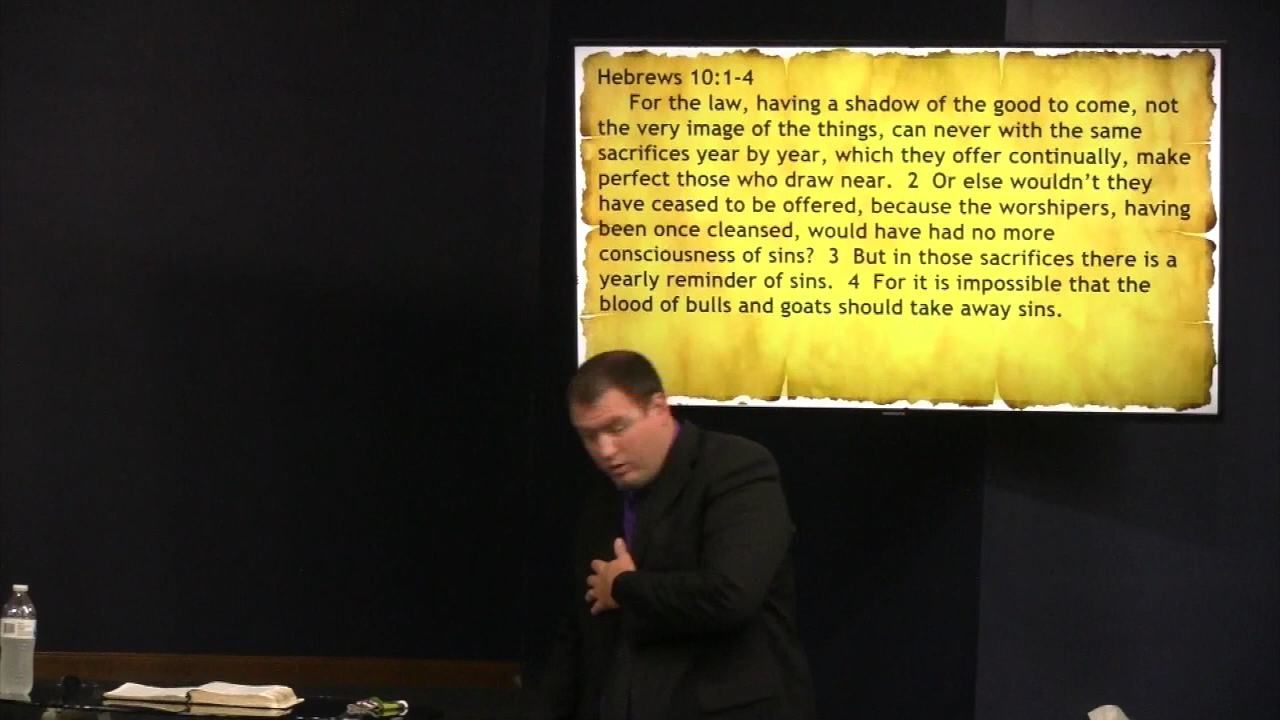 Hebrews 10:1-4
For the law, having a shadow of the good to come, not
the very image of the things, can never with the same
sacrifices year by year, which they offer continually, make
perfect those who draw near. 2 Or else wouldn't they
have ceased to be offered, because the worshipers, having
been once cleansed, would have had no more
consciousness of sins? 3 But in those sacrifices there is a
yearly reminder of sins. 4 For it is impossible that the
blood of bulls and goats should take away sins.